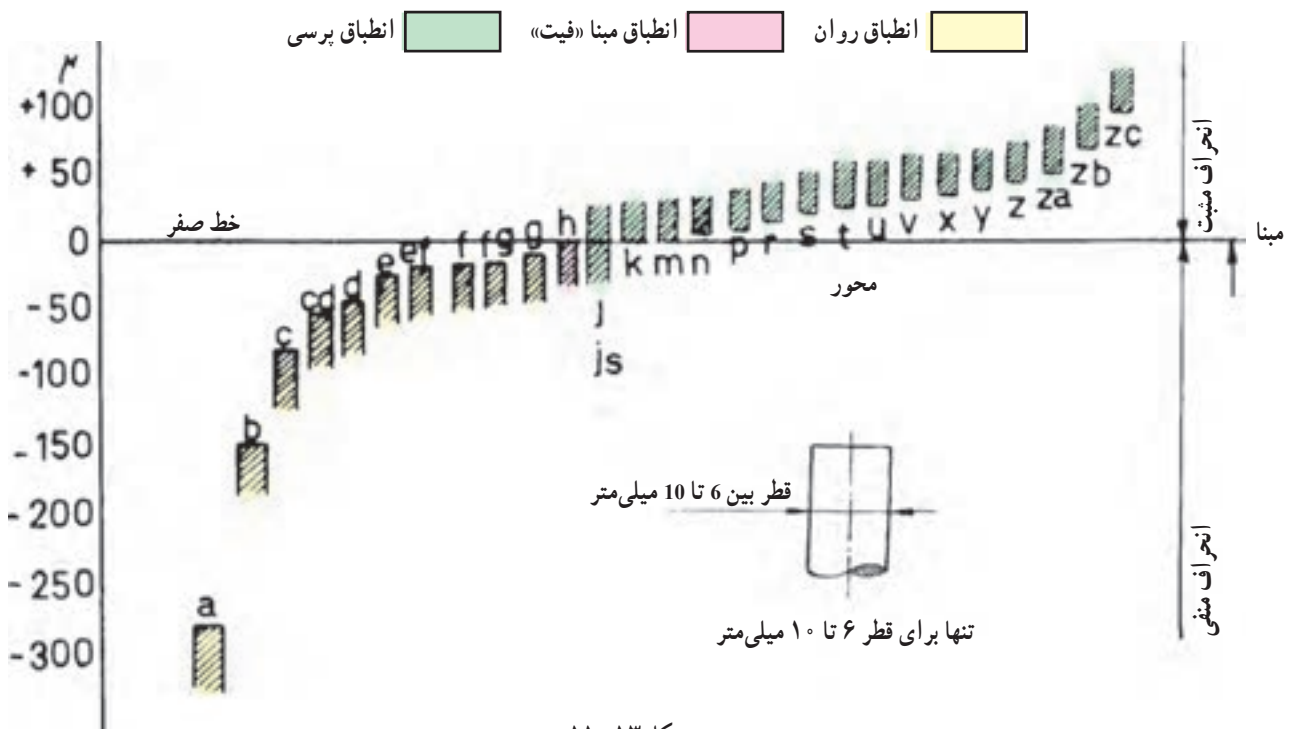 انطباق روان
انطباق مبنا «فیت»
انطباق پرسی
μ
+100
+ 50
0
- 50
-100
- 150
- 200
- 250
- 300
خط صفر
a
b
c
cd
d
e
ef
f
fg
g
h
j
js
k
m
n
p
r
s
t
u
v
x
y
z
za
zb
zc
محور
مبنا
انحراف مثبت
انحراف منفی
قطر بین 6 تا 10 میلی‌متر
تنها برای قطر ۶ تا ۱۰ میلی‌متر